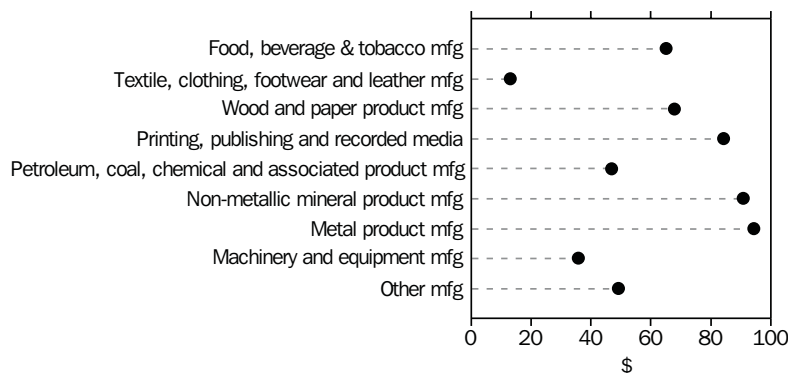 Food, beverage & tobacco mfg
Textile, clothing, footwear and leather mfg
Wood and paper product mfg
Printing, publishing and recorded media
Petroleum, coal, chemical and associated product mfg
Non-metallic mineral product mfg
Metal product mfg
Machinery and equipment mfg
Other mfg
0 20 40 60 80 100
$